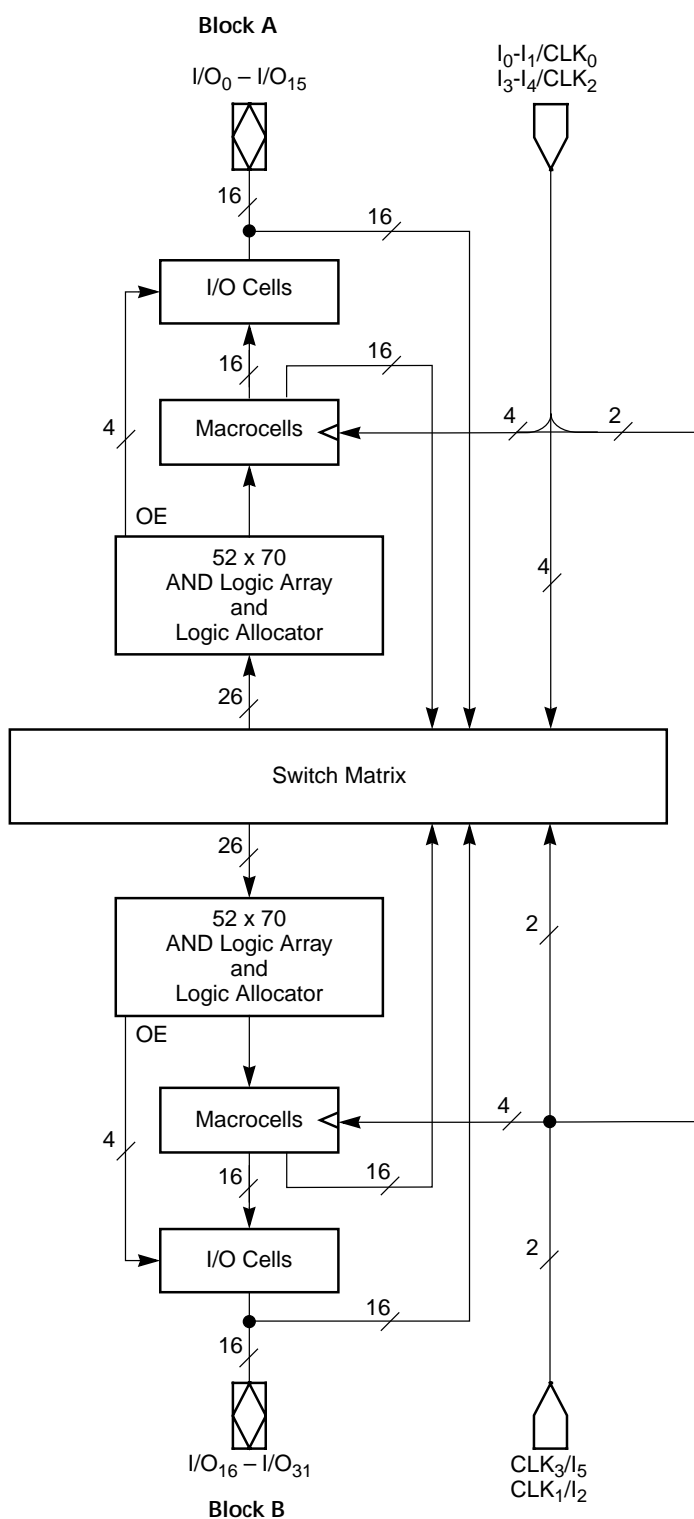 Block A
I/O₀ – I/O₁₅
I₀-I₁/CLK₀
I₃-I₄/CLK₂
16
16
I/O Cells
16
16
4
Macrocells
4
2
OE
52 x 70
AND Logic Array
and
Logic Allocator
4
26
Switch Matrix
26
52 x 70
AND Logic Array
and
Logic Allocator
2
OE
Macrocells
4
4
16
16
I/O Cells
2
16
16
I/O₁₆ – I/O₃₁
CLK₃/I₅
CLK₁/I₂
Block B